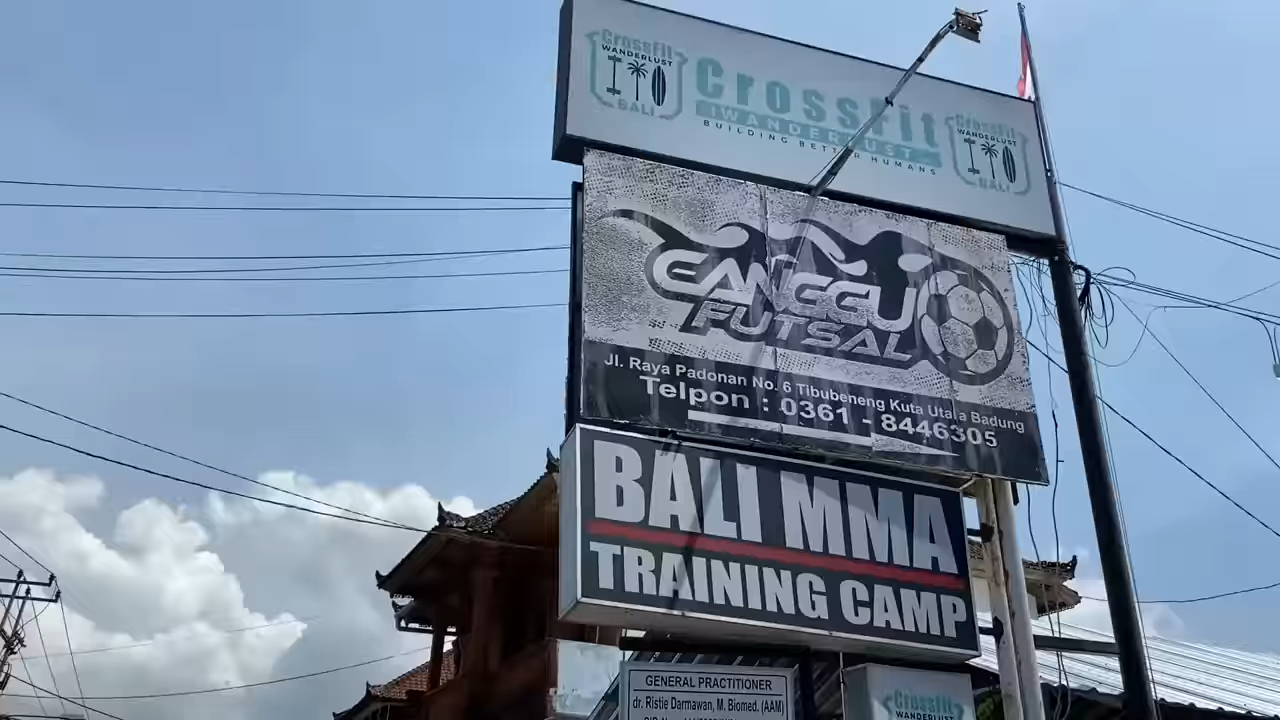 CrossFit
WANDERLUST
BALI
CrossFit
WANDERLUST
BUILDING BETTER HUMANS
CrossFit
WANDERLUST
BALI
CANGGU
FUTSAL
Jl. Raya Padonan No. 6 Tibubeneng Kuta Utara Badung
Telpon : 0361 - 8446305
BALI MMA
TRAINING CAMP
GENERAL PRACTITIONER
dr. Ristie Darmawan, M. Biomed. (AAM)
CrossFit
WANDERLUST